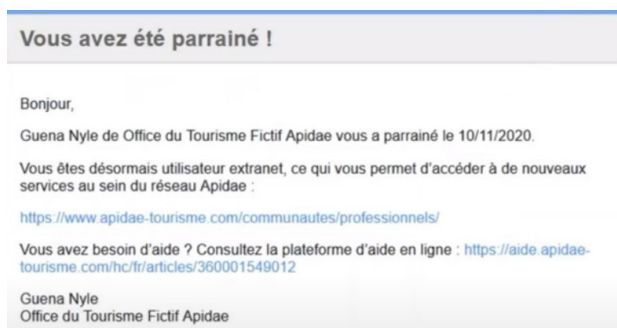 Vous avez été parrainé !
Bonjour,
Guena Nyle de Office du Tourisme Fictif Apidae vous a parrainé le 10/11/2020.
Vous êtes désormais utilisateur extranet, ce qui vous permet d'accéder à de nouveaux
services au sein du réseau Apidae :
https://www.apidae-tourisme.com/communautes/professionnels/
Vous avez besoin d'aide ? Consultez la plateforme d'aide en ligne : https://aide.apidae-
tourisme.com/hc/fr/articles/360001549012
Guena Nyle
Office du Tourisme Fictif Apidae